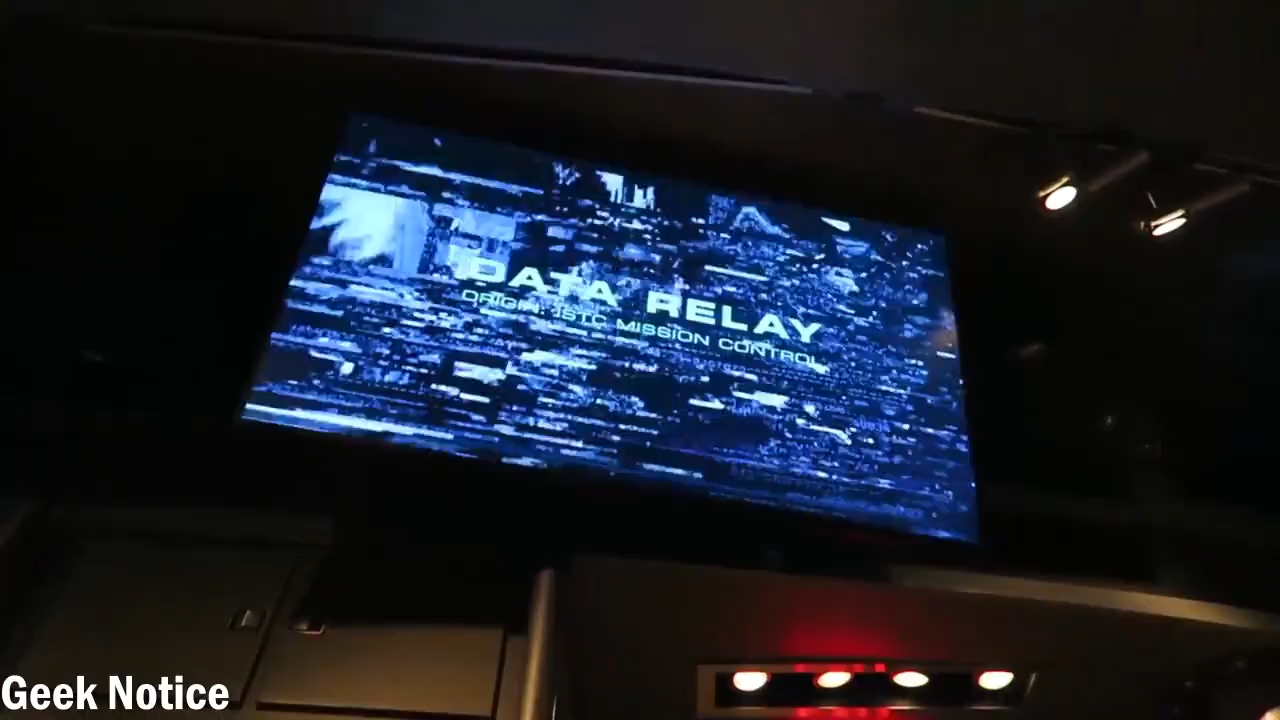 DATA RELAY
ORIGIN: ISTC MISSION CONTROL
Geek Notice